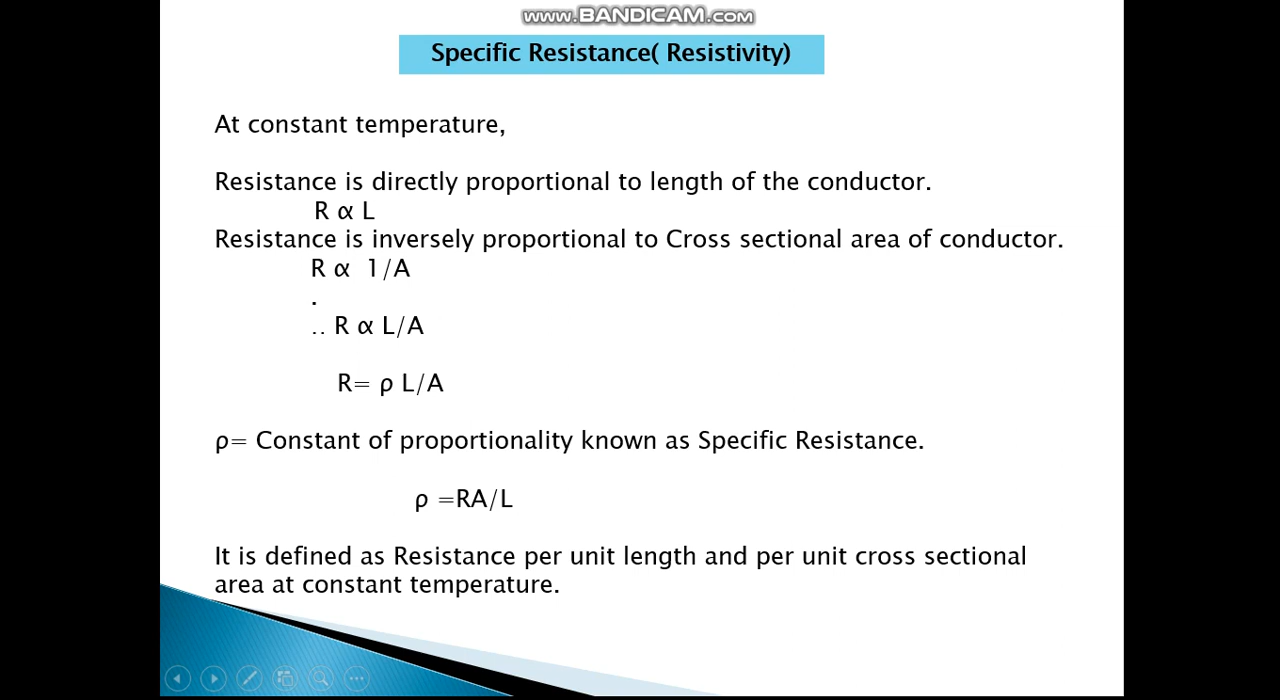 www.BANDICAM.com
Specific Resistance( Resistivity)
At constant temperature,
Resistance is directly proportional to length of the conductor.
R α L
Resistance is inversely proportional to Cross sectional area of conductor.
R α 1/A
.
.. R α L/A
R= ρ L/A
ρ= Constant of proportionality known as Specific Resistance.
ρ =RA/L
It is defined as Resistance per unit length and per unit cross sectional
area at constant temperature.